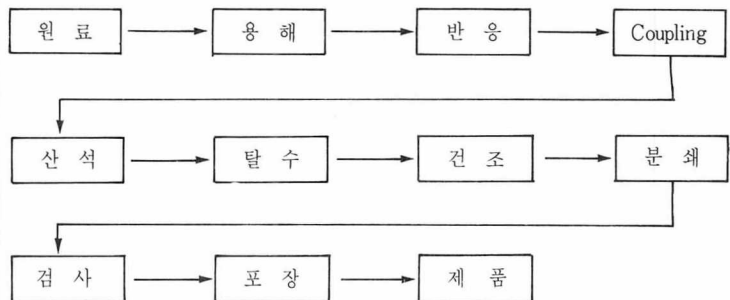 원 료 용 해 반 응 Coupling
산 석 탈 수 건 조 분 쇄
검 사 포 장 제 품